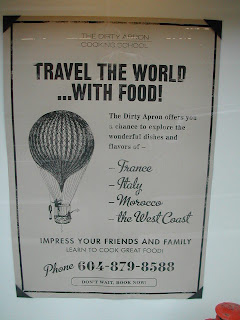 THE DIRTY APRON
COOKING SCHOOL
TRAVEL THE WORLD
...WITH FOOD!
The Dirty Apron offers you
a chance to explore the
wonderful dishes and
flavors of –
– France
– Italy
– Morocco
– the West Coast
IMPRESS YOUR FRIENDS AND FAMILY
LEARN TO COOK GREAT FOOD!
Phone 604-879-8588
DON'T WAIT, BOOK NOW!